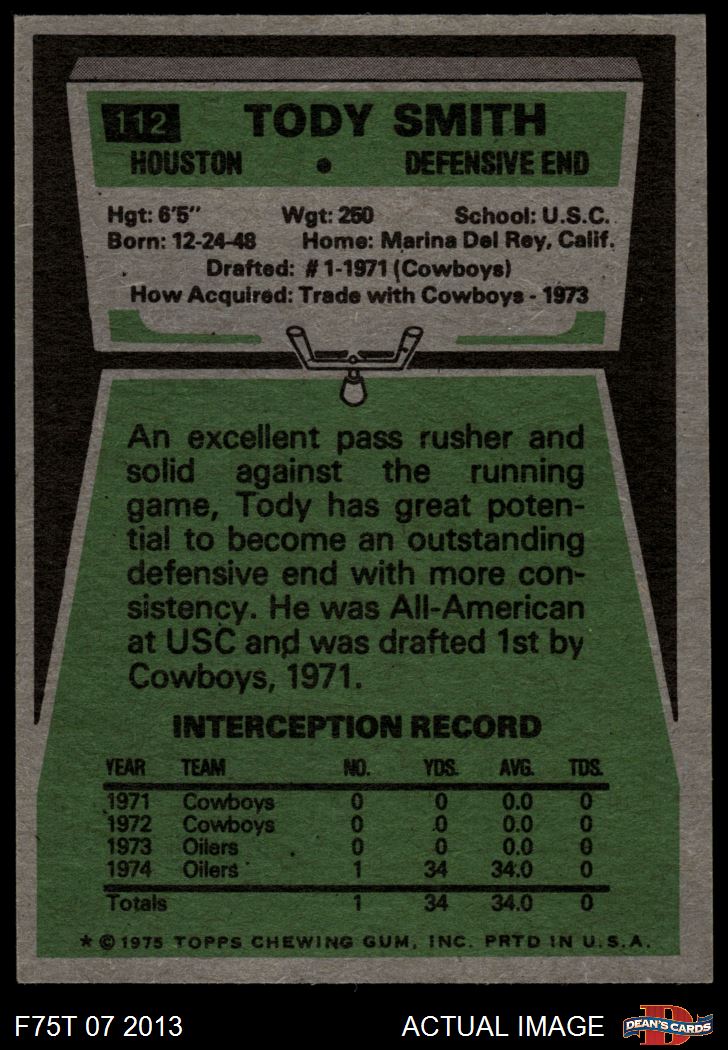 112 TODY SMITH
HOUSTON • DEFENSIVE END
Hgt: 6'5" Wgt: 250 School: U.S.C.
Born: 12-24-48 Home: Marina Del Rey, Calif.
Drafted: #1-1971 (Cowboys)
How Acquired: Trade with Cowboys - 1973
An excellent pass rusher and
solid against the running
game, Tody has great poten-
tial to become an outstanding
defensive end with more con-
sistency. He was All-American
at USC and was drafted 1st by
Cowboys, 1971.
INTERCEPTION RECORD
YEAR TEAM NO. YDS. AVG. TDS.
1971 Cowboys 0 0 0.0 0
1972 Cowboys 0 0 0.0 0
1973 Oilers 0 0 0.0 0
1974 Oilers 1 34 34.0 0
Totals 1 34 34.0 0
* © 1975 TOPPS CHEWING GUM, INC. PRTD IN U.S.A.
F75T 07 2013 ACTUAL IMAGE D DEAN'S CARDS